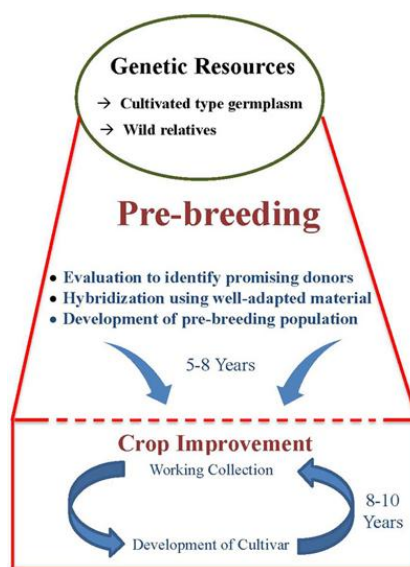 Genetic Resources
→ Cultivated type germplasm
→ Wild relatives
Pre-breeding
• Evaluation to identify promising donors
• Hybridization using well-adapted material
• Development of pre-breeding population
5-8 Years
Crop Improvement
Working Collection
8-10
Years
Development of Cultivar